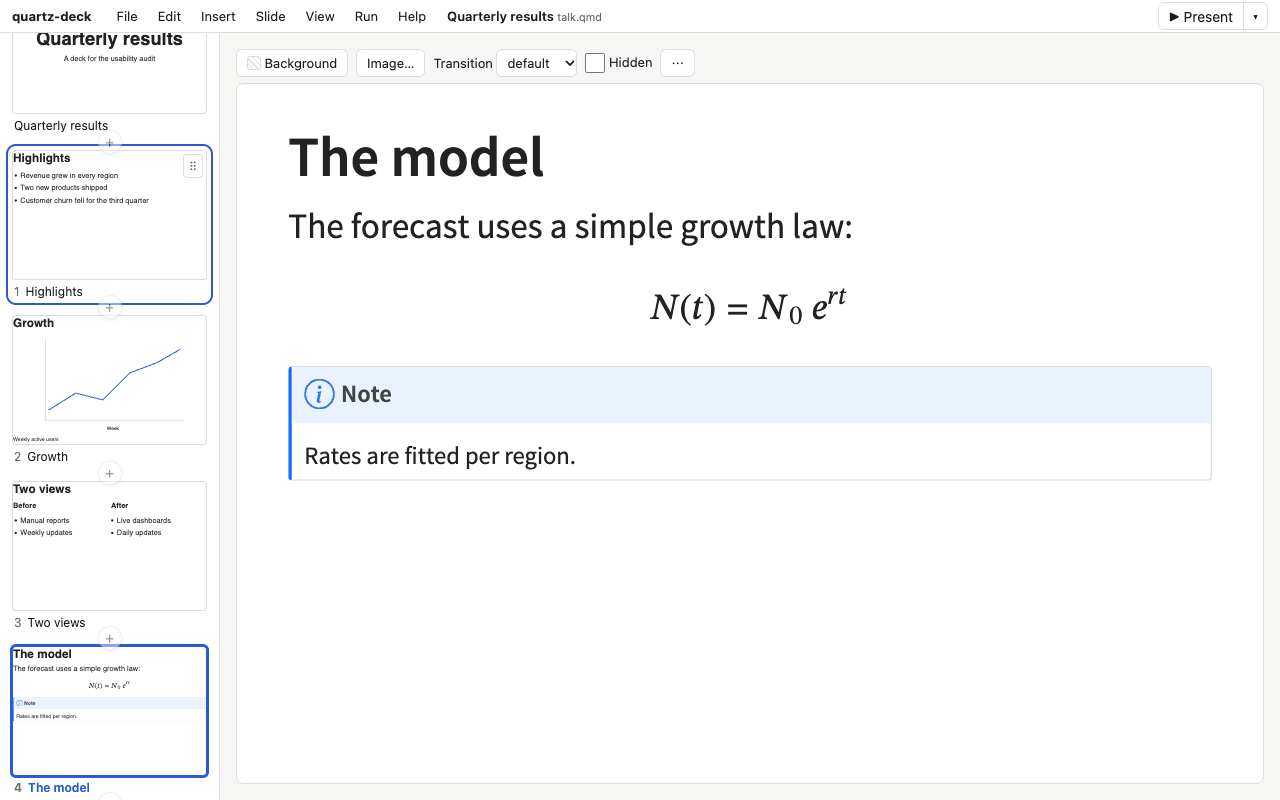 quartz-deck File Edit Insert Slide View Run Help Quarterly results talk.qmd ▶ Present ▾
Quarterly results
A deck for the usability audit
Quarterly results
+
Highlights
• Revenue grew in every region
• Two new products shipped
• Customer churn fell for the third quarter
1 Highlights
+
Growth
Week
Weekly active users
2 Growth
+
Two views
Before After
• Manual reports • Live dashboards
• Weekly updates • Daily updates
3 Two views
+
The model
The forecast uses a simple growth law:
N(t) = N₀ eʳᵗ
Note
Rates are fitted per region.
4 The model
Background Image... Transition default Hidden ...
The model
The forecast uses a simple growth law:
N(t) = N₀ eʳᵗ
i Note
Rates are fitted per region.